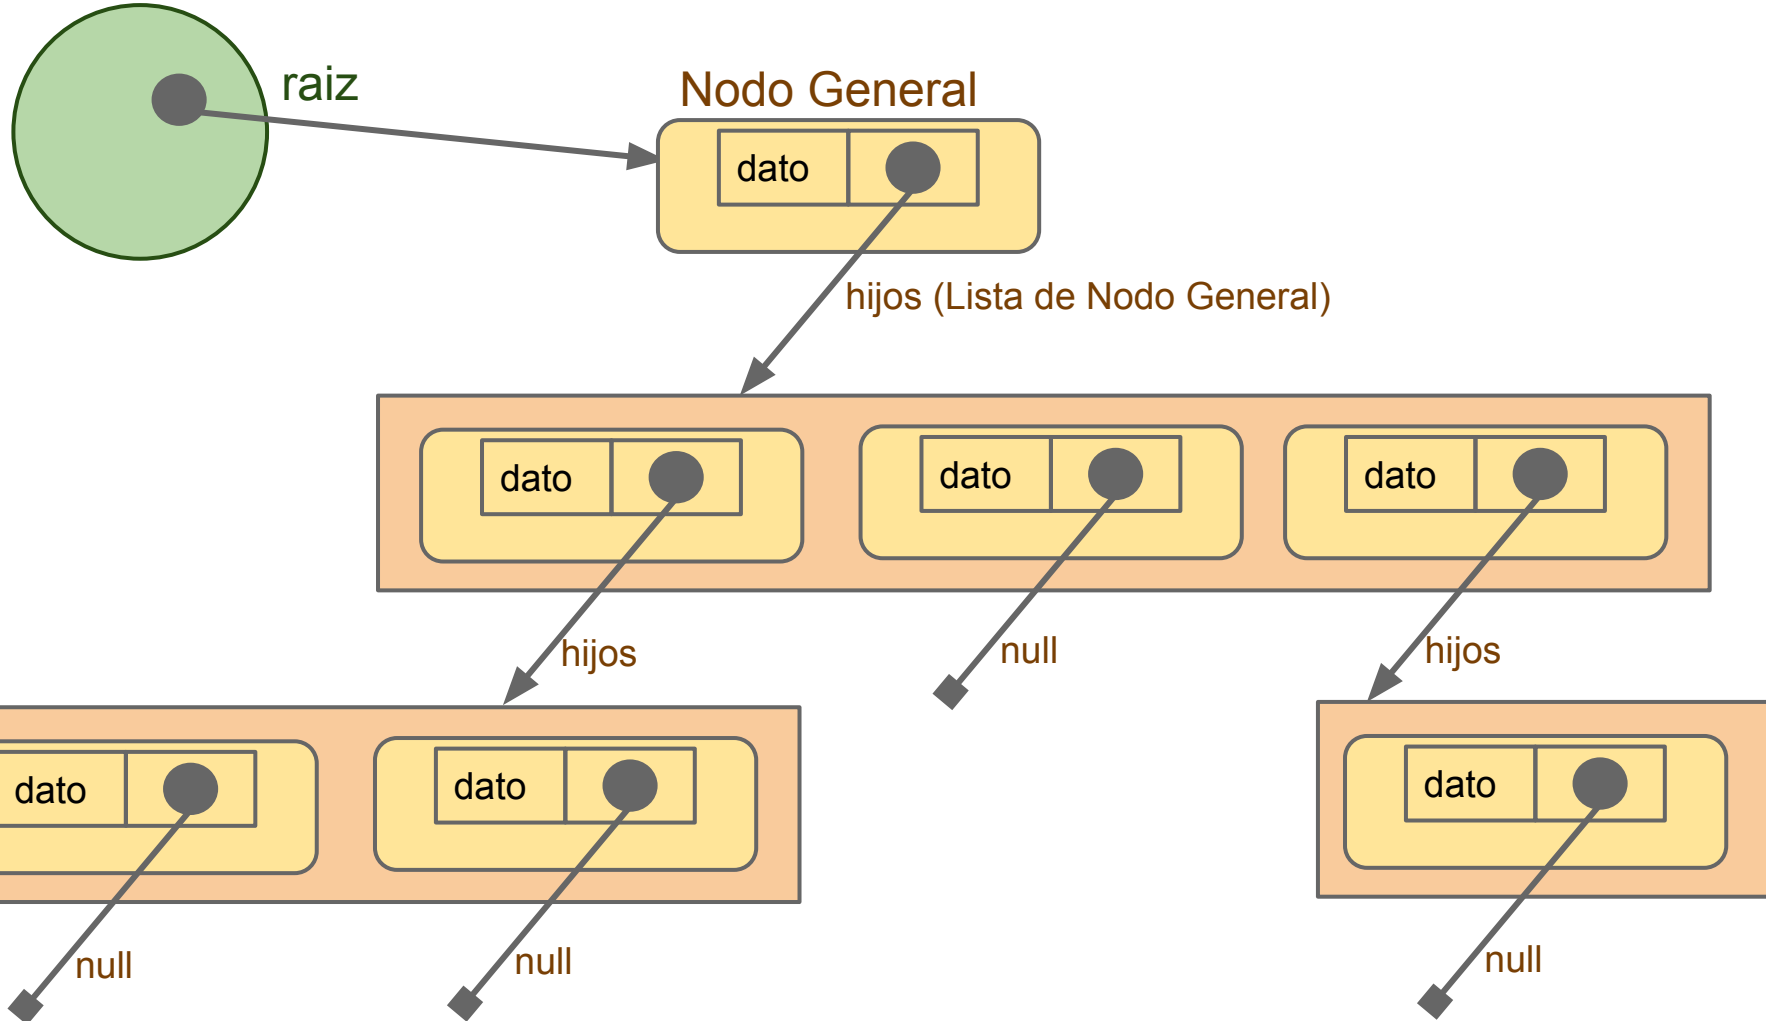 raiz
Nodo General
dato
hijos (Lista de Nodo General)
dato
dato
dato
hijos
null
hijos
dato
dato
dato
null
null
null